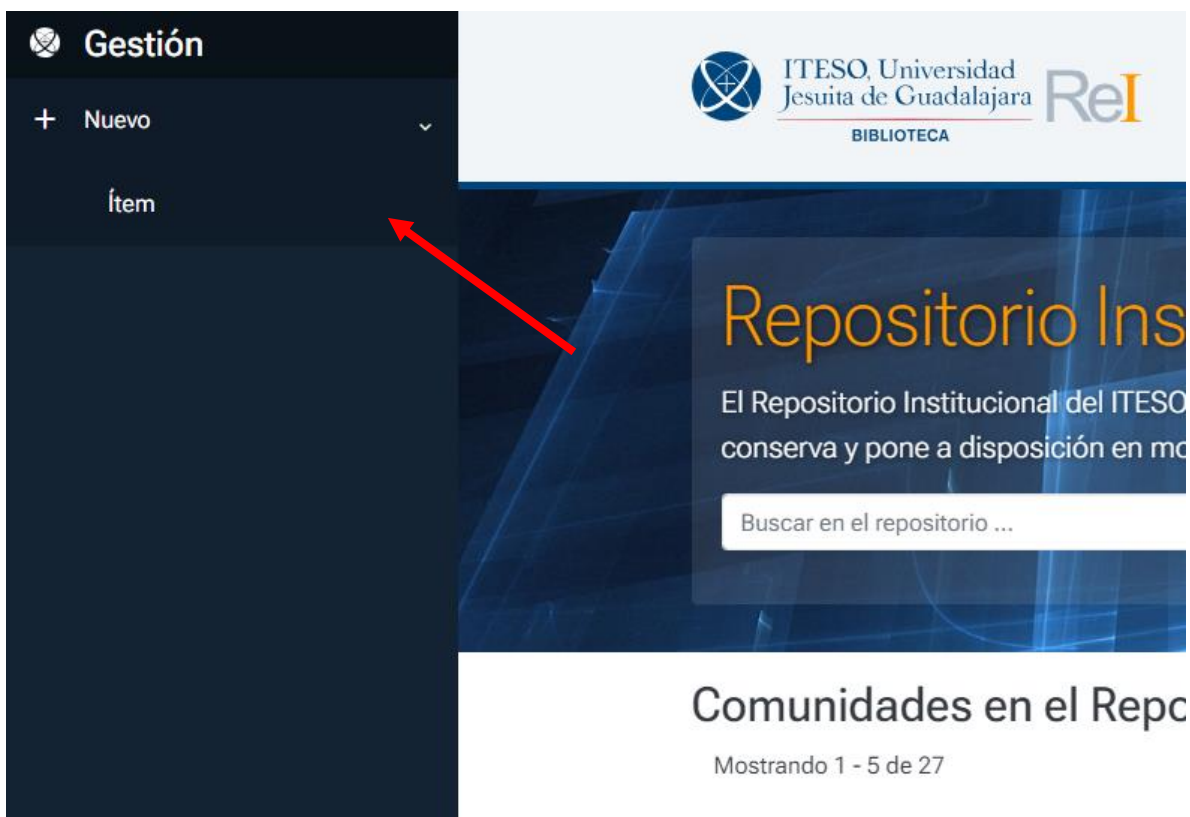 Gestión
Nuevo
Ítem
ITESO, Universidad
Jesuita de Guadalajara
BIBLIOTECA
ReI
Repositorio Ins
El Repositorio Institucional del ITESO
conserva y pone a disposición en mo
Buscar en el repositorio ...
Comunidades en el Repo
Mostrando 1 - 5 de 27